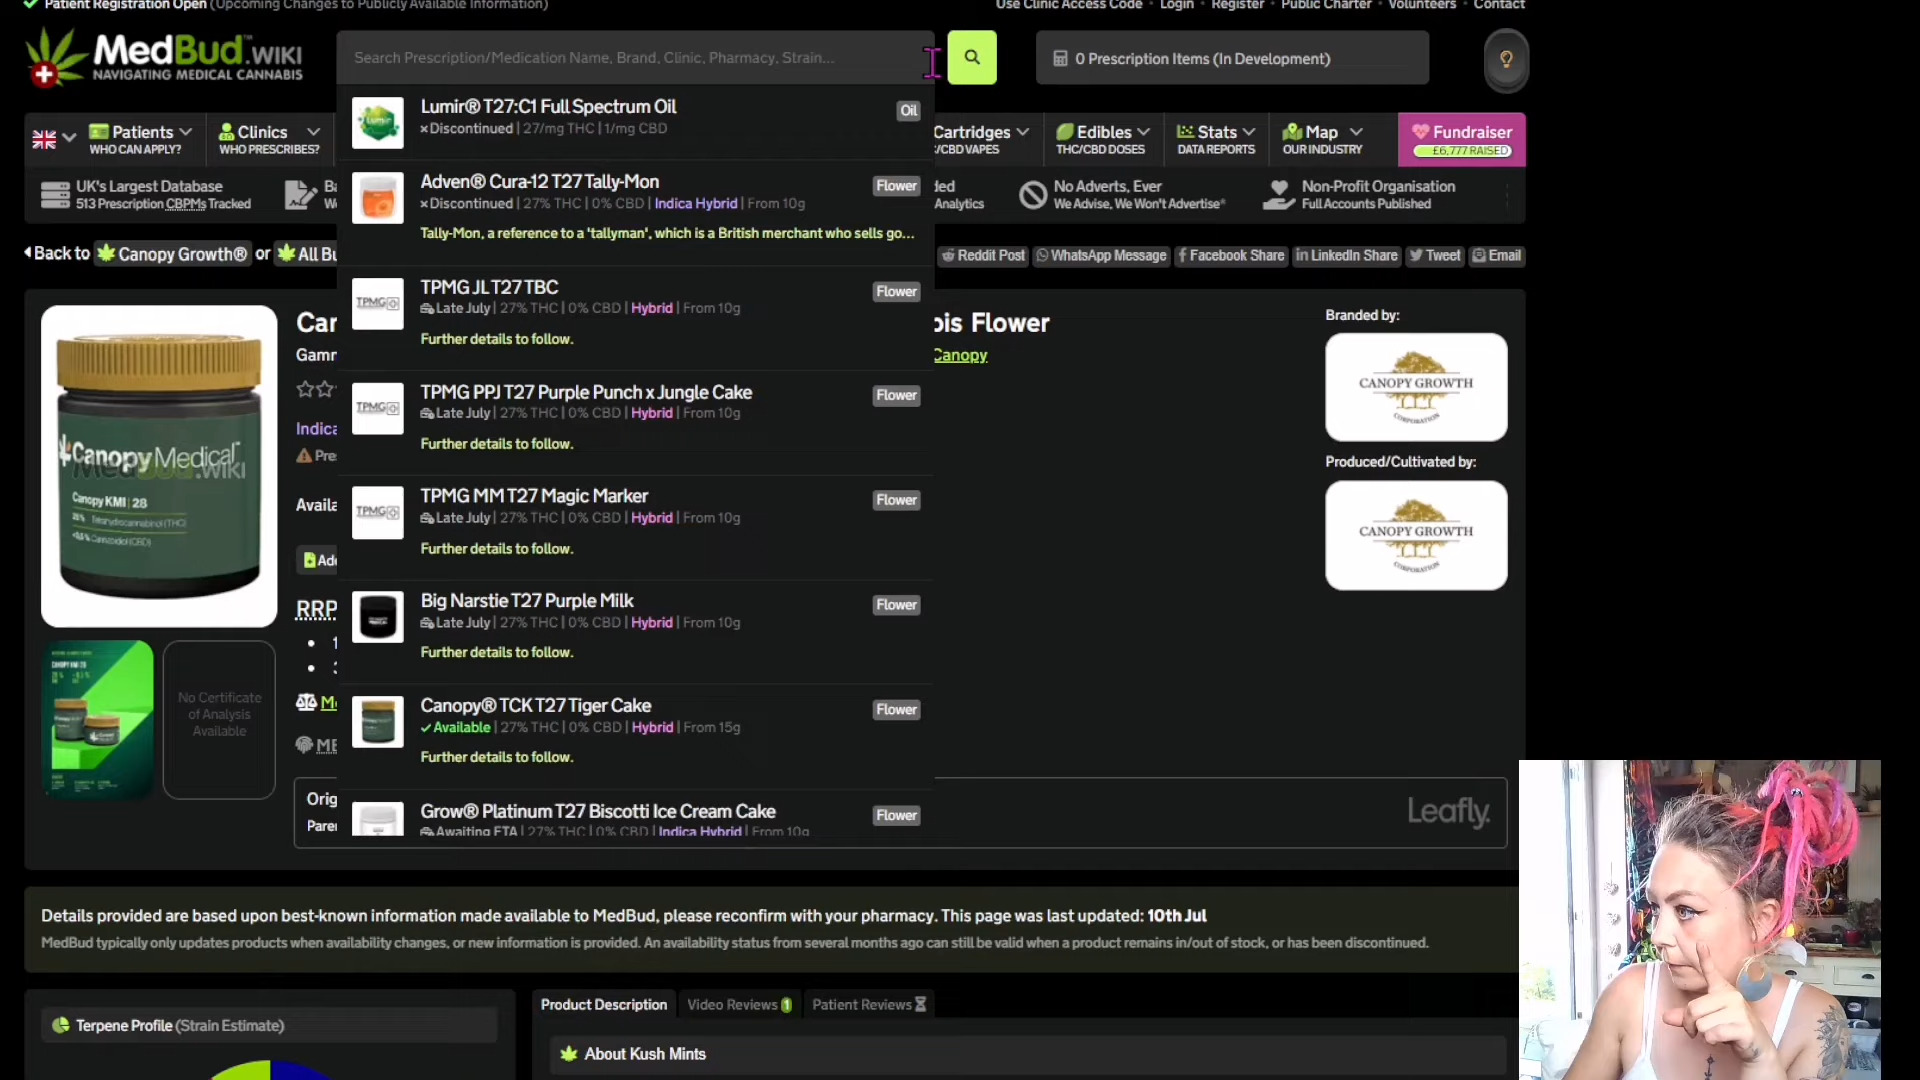 Patient Registration Open (Upcoming Changes to Publicly Available Information)
Use Clinic Access Code · Login · Register · Public Charter · Volunteers · Contact
MedBud.WIKI
NAVIGATING MEDICAL CANNABIS
Search Prescription/Medication Name, Brand, Clinic, Pharmacy, Strain...
0 Prescription Items (In Development)
Patients
WHO CAN APPLY?
Clinics
WHO PRESCRIBES?
Cartridges
/CBD VAPES
Edibles
THC/CBD DOSES
Stats
DATA REPORTS
Map
OUR INDUSTRY
Fundraiser
£6,777 RAISED
UK's Largest Database
513 Prescription CBPMs Tracked
No Adverts, Ever
We Advise, We Won't Advertise*
Non-Profit Organisation
Full Accounts Published
ded
Analytics
Back to Canopy Growth® or All Bu
Reddit Post WhatsApp Message Facebook Share LinkedIn Share Tweet Email
Lumir® T27:C1 Full Spectrum Oil
Oil
× Discontinued | 27/mg THC | 1/mg CBD
Adven® Cura-12 T27 Tally-Mon
Flower
× Discontinued | 27% THC | 0% CBD | Indica Hybrid | From 10g
Tally-Mon, a reference to a 'tallyman', which is a British merchant who sells go...
TPMG JL T27 TBC
Flower
Late July | 27% THC | 0% CBD | Hybrid | From 10g
Further details to follow.
TPMG PPJ T27 Purple Punch x Jungle Cake
Flower
Late July | 27% THC | 0% CBD | Hybrid | From 10g
Further details to follow.
TPMG MM T27 Magic Marker
Flower
Late July | 27% THC | 0% CBD | Hybrid | From 10g
Further details to follow.
Big Narstie T27 Purple Milk
Flower
Late July | 27% THC | 0% CBD | Hybrid | From 10g
Further details to follow.
Canopy® TCK T27 Tiger Cake
Flower
Available | 27% THC | 0% CBD | Hybrid | From 15g
Further details to follow.
Grow® Platinum T27 Biscotti Ice Cream Cake
Flower
Awaiting ETA | 27% THC | 0% CBD | Indica Hybrid | From 10g
Can
bis Flower
Gamm
Canopy
Indica
Pres
Availa
Add
RRP
Orig
Parer
Canopy Medical
MedBud.wiki
Canopy KMI | 28
No Certificate
of Analysis
Available
Branded by:
CANOPY GROWTH
CORPORATION
Produced/Cultivated by:
CANOPY GROWTH
CORPORATION
Leafly.
Details provided are based upon best-known information made available to MedBud, please reconfirm with your pharmacy. This page was last updated: 10th Jul
MedBud typically only updates products when availability changes, or new information is provided. An availability status from several months ago can still be valid when a product remains in/out of stock, or has been discontinued.
Terpene Profile (Strain Estimate)
Product Description
Video Reviews 1
Patient Reviews
About Kush Mints